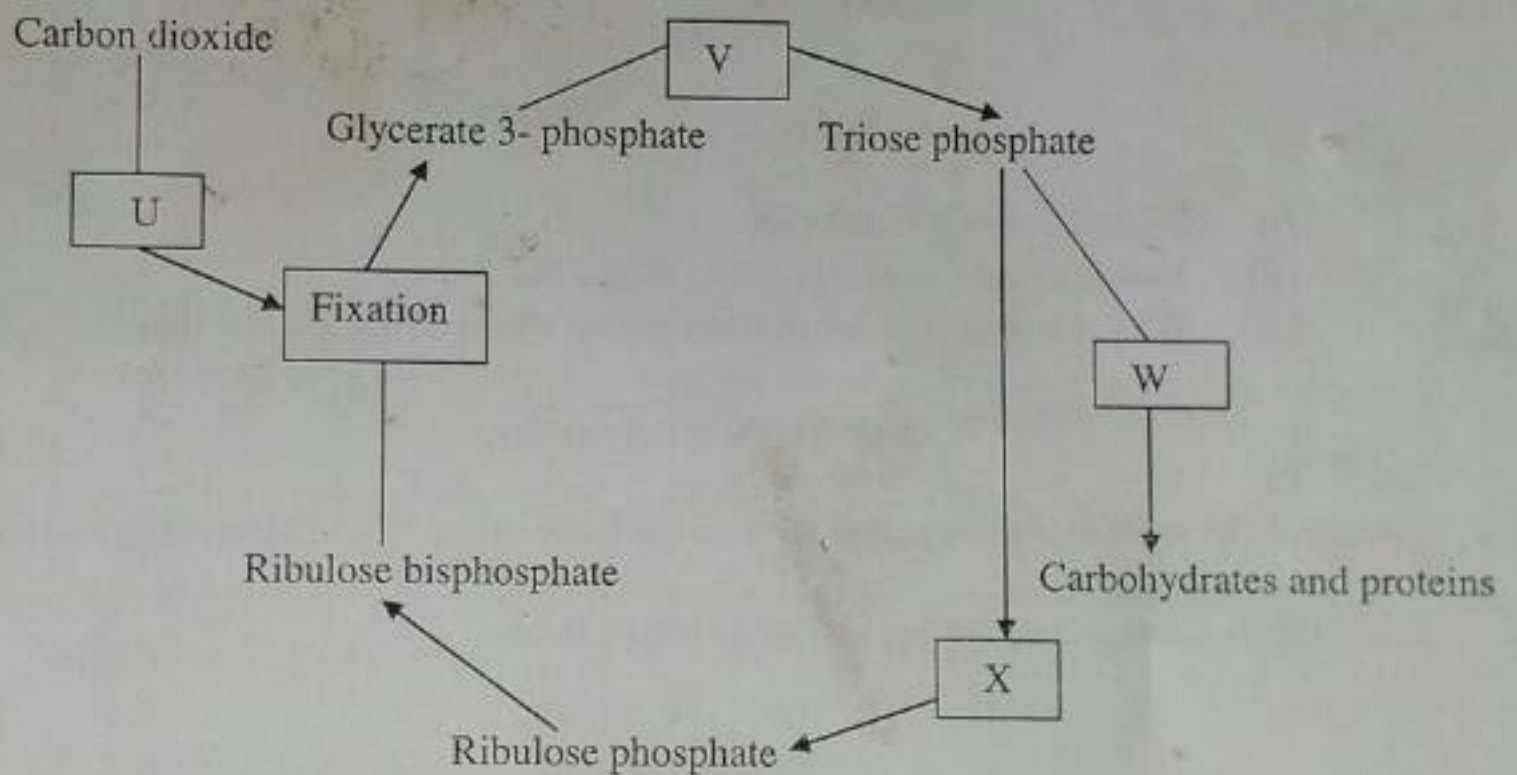 Carbon dioxide
V
Glycerate 3- phosphate
Triose phosphate
U
Fixation
W
Ribulose bisphosphate
Carbohydrates and proteins
X
Ribulose phosphate